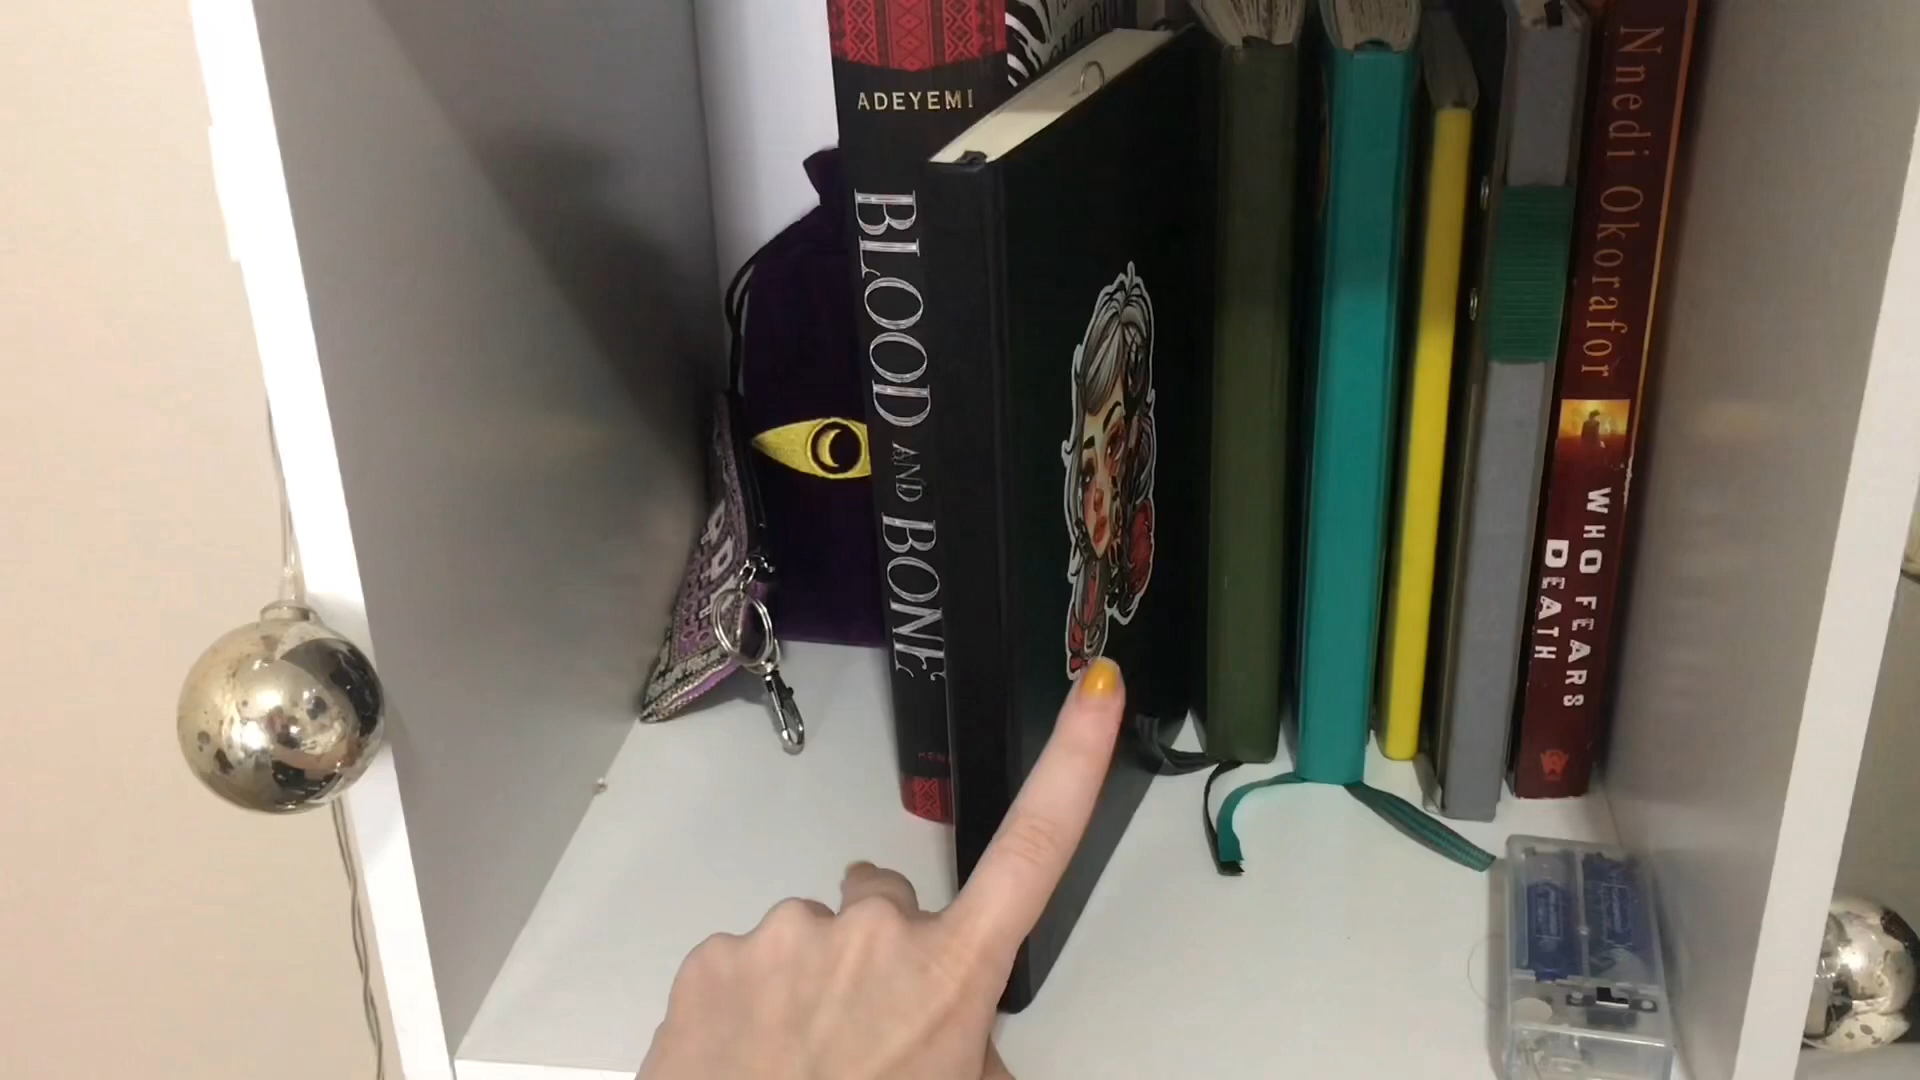 ADEYEMI
BLOOD AND BONE
Nnedi Okorafor
WHO FEARS
DEATH